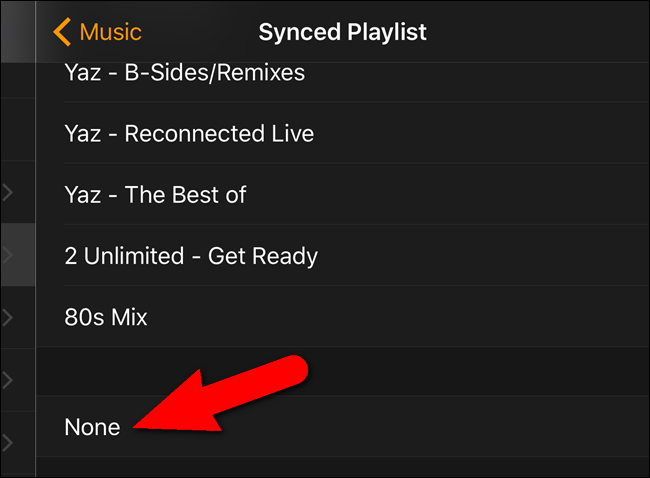 Music
Synced Playlist
Yaz - B-Sides/Remixes
Yaz - Reconnected Live
Yaz - The Best of
2 Unlimited - Get Ready
80s Mix
None